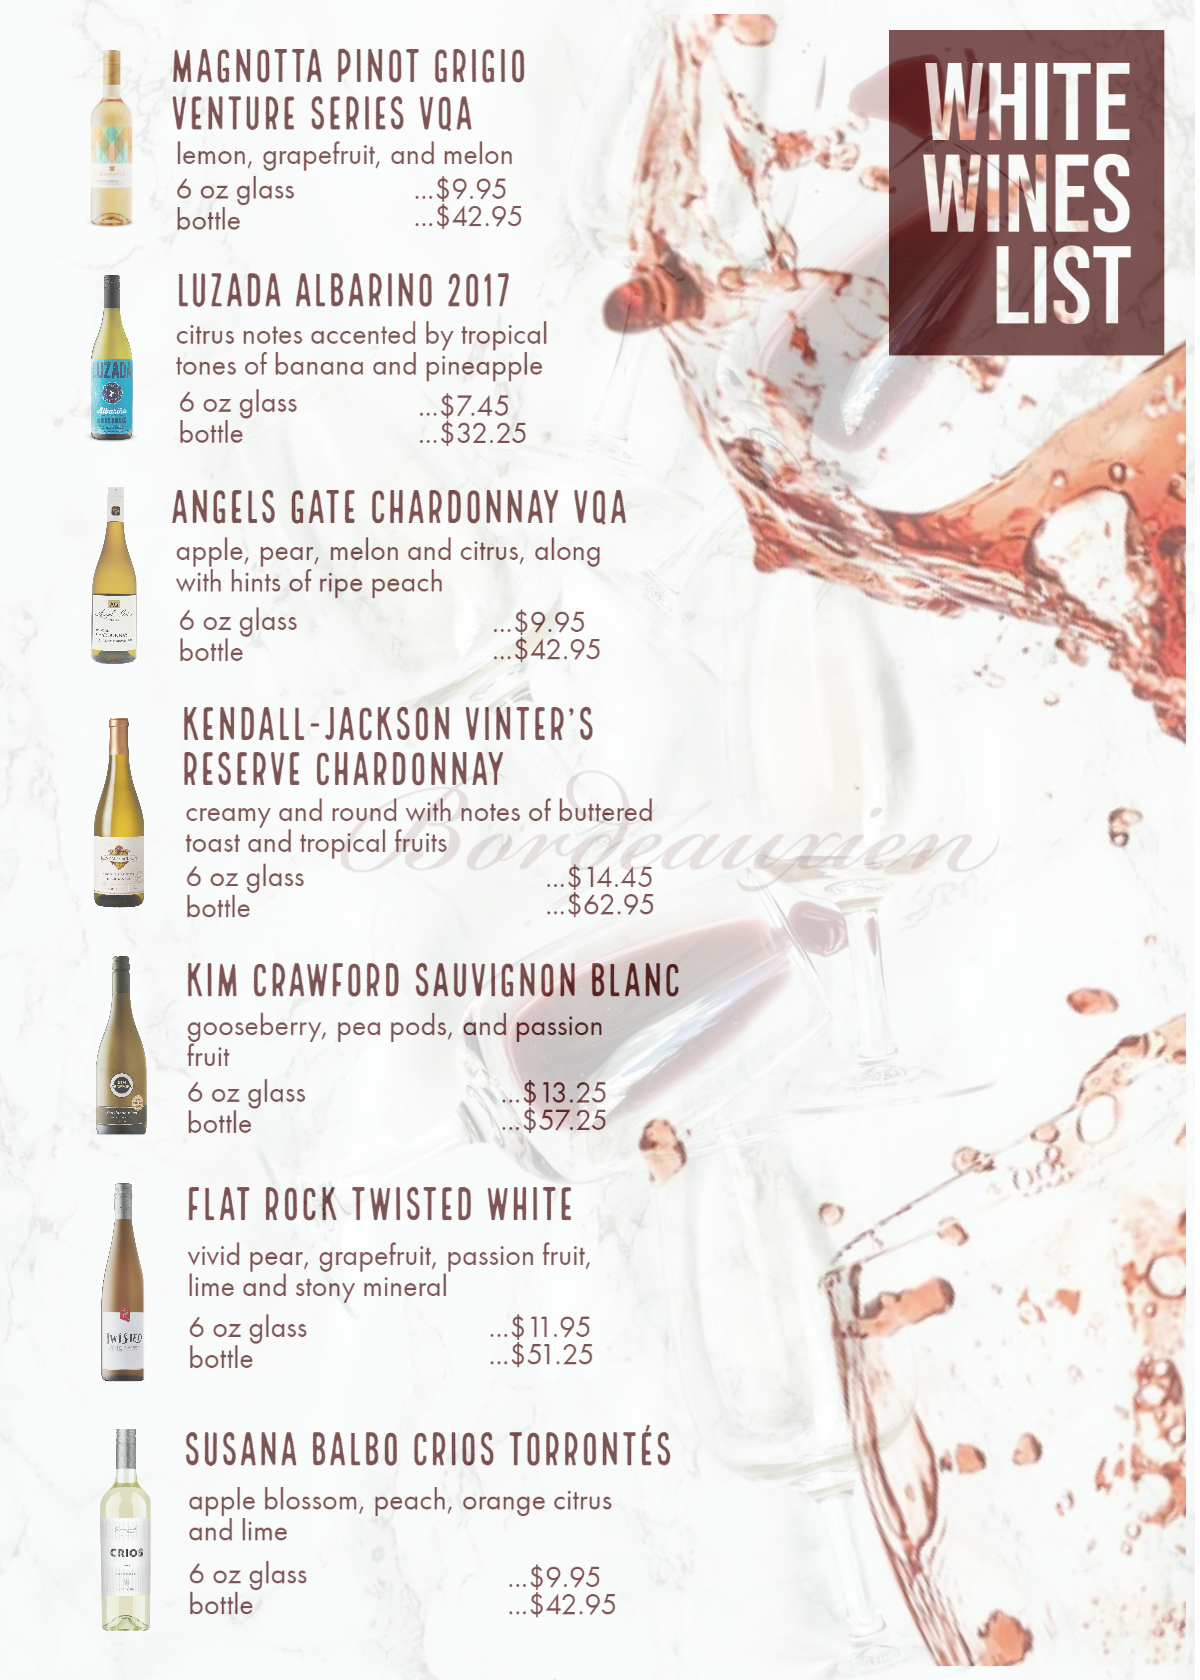 WHITE
WINES
LIST
MAGNOTTA PINOT GRIGIO
VENTURE SERIES VQA
lemon, grapefruit, and melon
6 oz glass ...$9.95
bottle ...$42.95
LUZADA ALBARINO 2017
citrus notes accented by tropical
tones of banana and pineapple
6 oz glass ...$7.45
bottle ...$32.25
LUZADA
Albariño
ANGELS GATE CHARDONNAY VQA
apple, pear, melon and citrus, along
with hints of ripe peach
6 oz glass ...$9.95
bottle ...$42.95
AG
KENDALL-JACKSON VINTER'S
RESERVE CHARDONNAY
creamy and round with notes of buttered
toast and tropical fruits
6 oz glass ...$14.45
bottle ...$62.95
Bordeauxien
KIM CRAWFORD SAUVIGNON BLANC
gooseberry, pea pods, and passion
fruit
6 oz glass ...$13.25
bottle ...$57.25
FLAT ROCK TWISTED WHITE
vivid pear, grapefruit, passion fruit,
lime and stony mineral
6 oz glass ...$11.95
bottle ...$51.25
TWISTED
SUSANA BALBO CRIOS TORRONTÉS
apple blossom, peach, orange citrus
and lime
6 oz glass ...$9.95
bottle ...$42.95
CRIOS